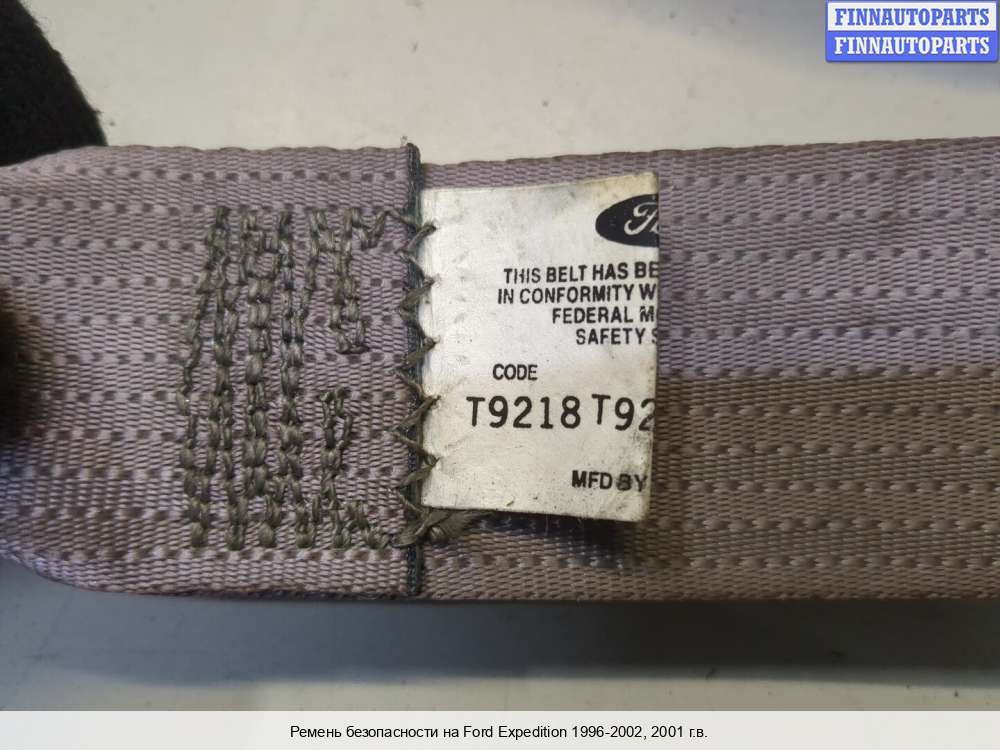 FINNAUTOPARTS
FINNAUTOPARTS
THIS BELT HAS BE
IN CONFORMITY W
FEDERAL M
SAFETY S
CODE
T9218 T92
MFD BY
Ремень безопасности на Ford Expedition 1996-2002, 2001 г.в.